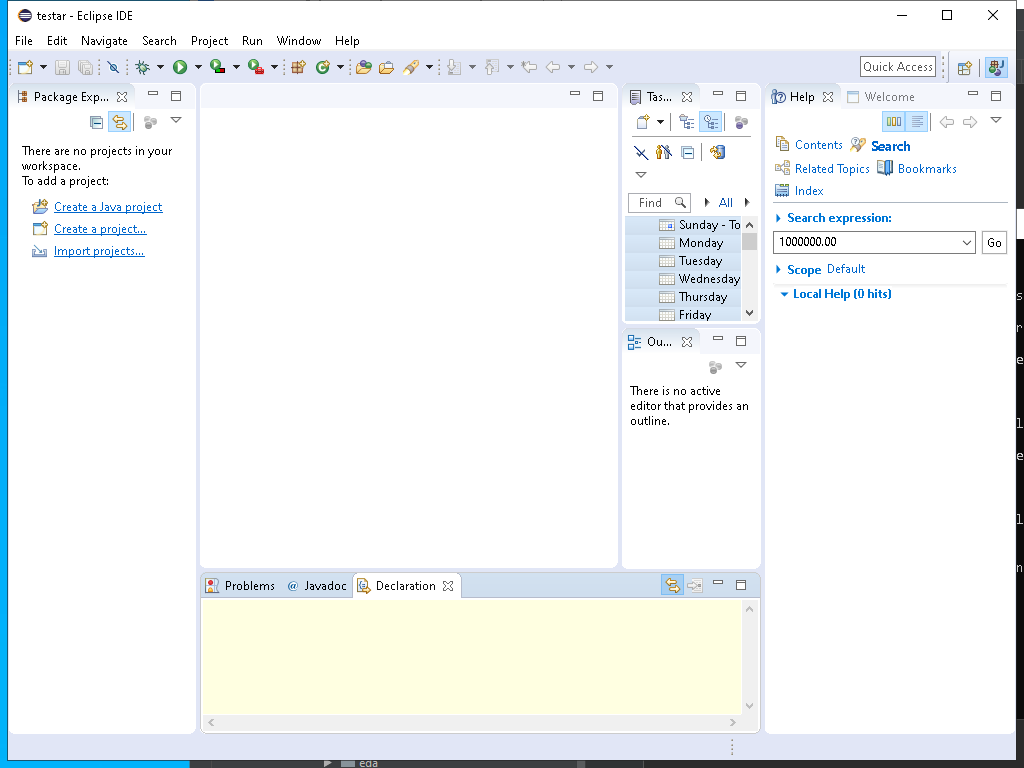 testar - Eclipse IDE
File Edit Navigate Search Project Run Window Help
Quick Access
Package Exp...
There are no projects in your
workspace.
To add a project:
Create a Java project
Create a project...
Import projects...
Tas...
Find
All
Sunday - To
Monday
Tuesday
Wednesday
Thursday
Friday
Ou...
There is no active
editor that provides an
outline.
Help Welcome
Contents Search
Related Topics Bookmarks
Index
Search expression:
1000000.00 Go
Scope Default
Local Help (0 hits)
Problems @ Javadoc Declaration
eda